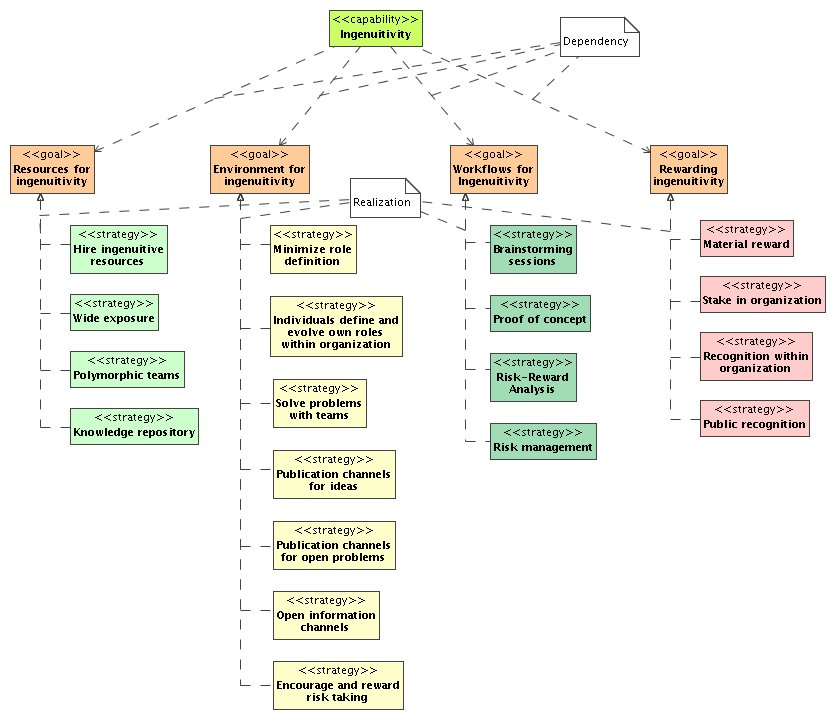 <<capability>>
Ingenuitivity
Dependency
<<goal>>
Resources for
ingenuitivity
<<goal>>
Environment for
ingenuitivity
<<goal>>
Workflows for
Ingenuitivity
<<goal>>
Rewarding
ingenuitivity
Realization
<<strategy>>
Hire ingenuitive
resources
<<strategy>>
Wide exposure
<<strategy>>
Polymorphic teams
<<strategy>>
Knowledge repository
<<strategy>>
Minimize role
definition
<<strategy>>
Individuals define and
evolve own roles
within organization
<<strategy>>
Solve problems
with teams
<<strategy>>
Publication channels
for ideas
<<strategy>>
Publication channels
for open problems
<<strategy>>
Open information
channels
<<strategy>>
Encourage and reward
risk taking
<<strategy>>
Brainstorming
sessions
<<strategy>>
Proof of concept
<<strategy>>
Risk-Reward
Analysis
<<strategy>>
Risk management
<<strategy>>
Material reward
<<strategy>>
Stake in organization
<<strategy>>
Recognition within
organization
<<strategy>>
Public recognition